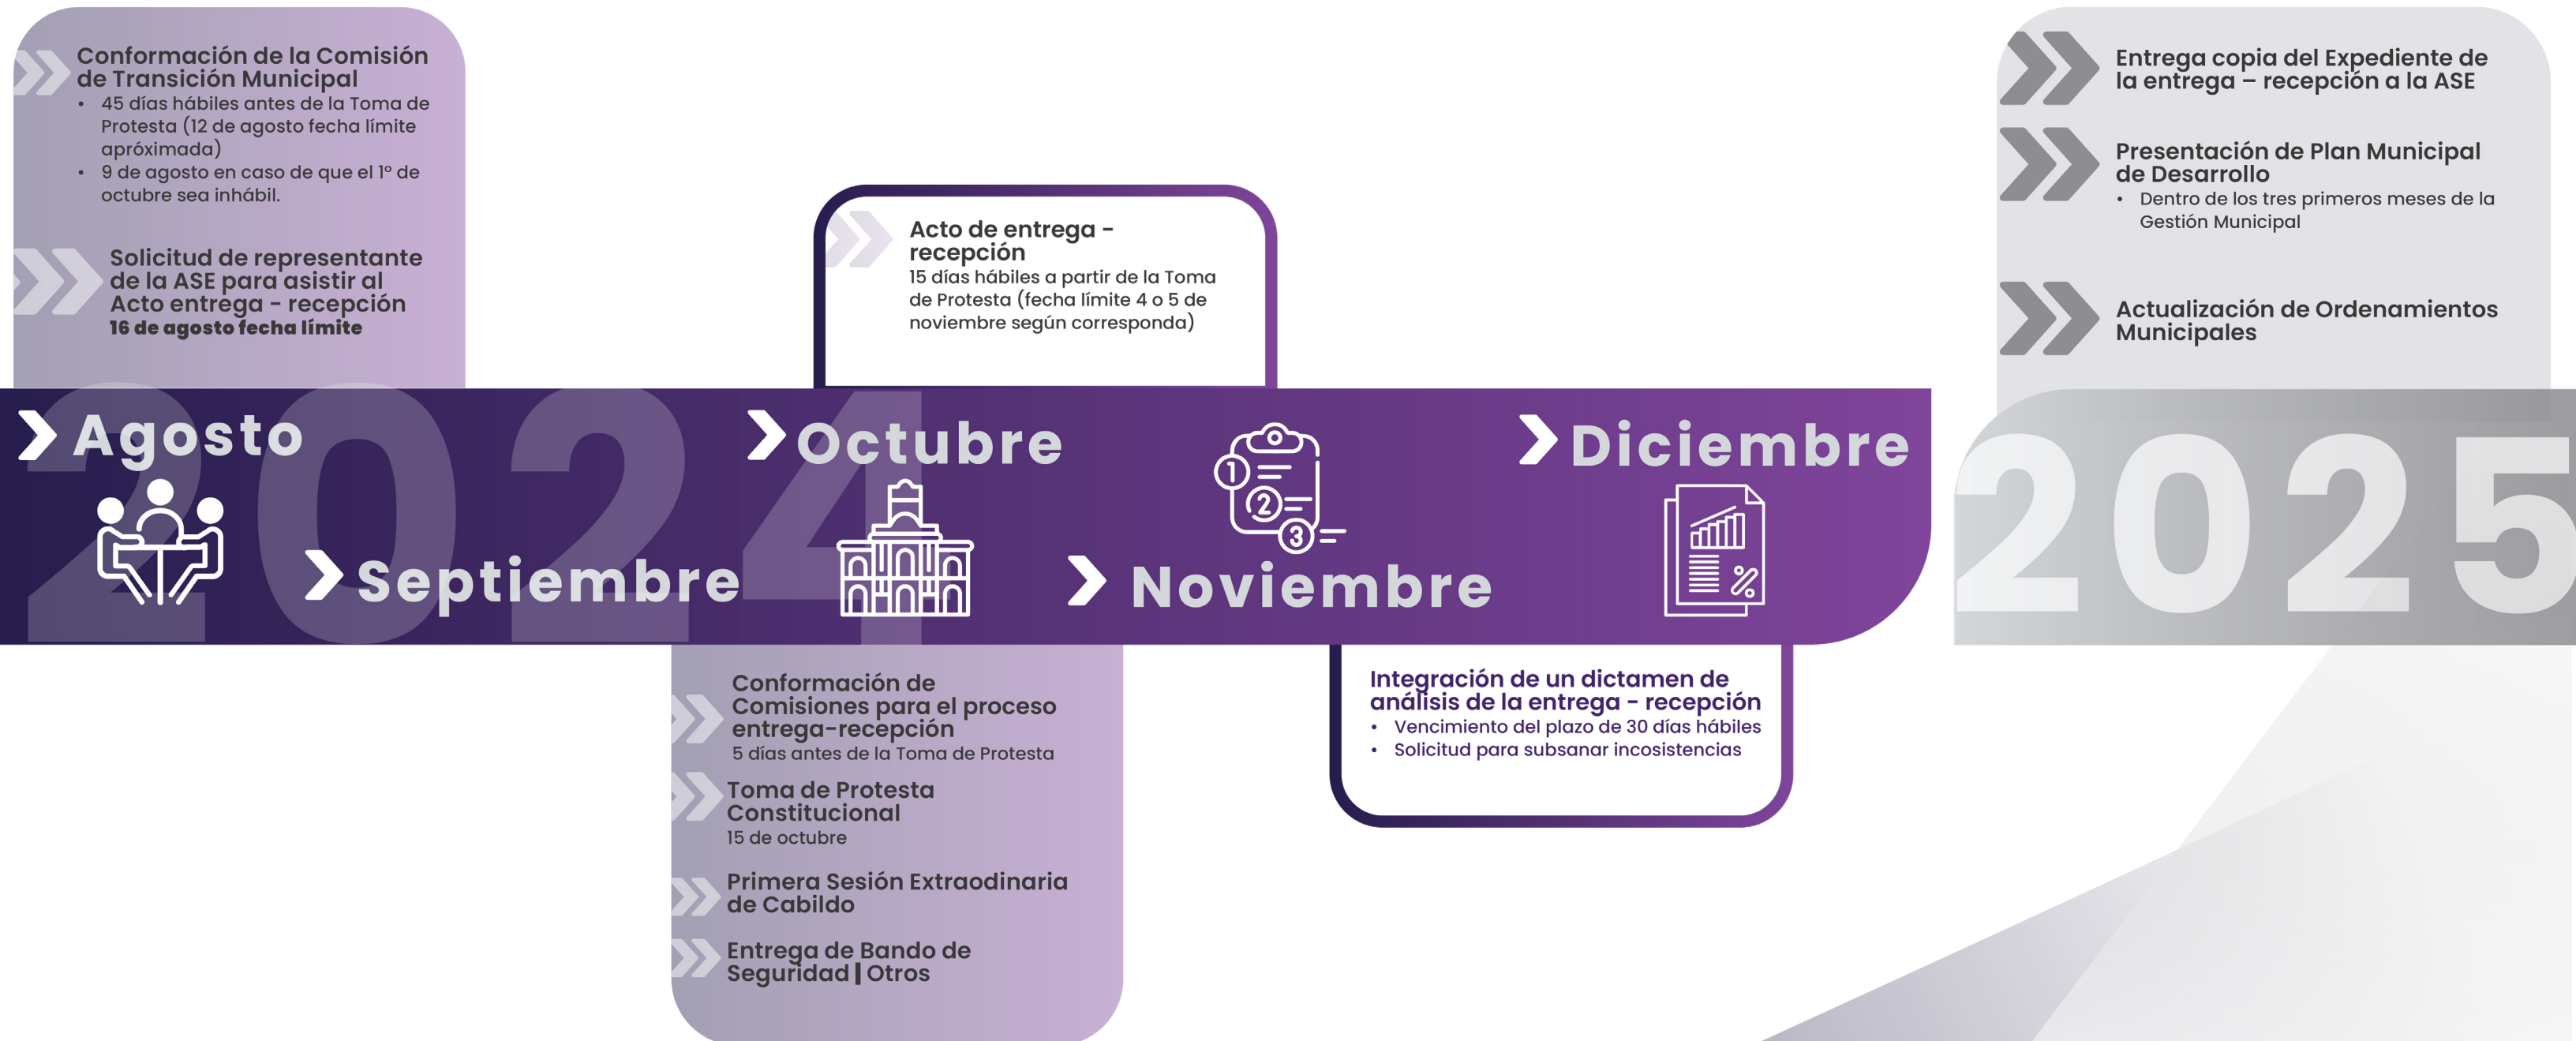 Conformación de la Comisión
de Transición Municipal
• 45 días hábiles antes de la Toma de
Protesta (12 de agosto fecha límite
apróximada)
• 9 de agosto en caso de que el 1° de
octubre sea inhábil.
Solicitud de representante
de la ASE para asistir al
Acto entrega - recepción
16 de agosto fecha límite
Acto de entrega -
recepción
15 días hábiles a partir de la Toma
de Protesta (fecha límite 4 o 5 de
noviembre según corresponda)
Entrega copia del Expediente de
la entrega – recepción a la ASE
Presentación de Plan Municipal
de Desarrollo
• Dentro de los tres primeros meses de la
Gestión Municipal
Actualización de Ordenamientos
Municipales
2024
Agosto
Septiembre
Octubre
Noviembre
1
2
3
Diciembre
%
2025
Conformación de
Comisiones para el proceso
entrega-recepción
5 días antes de la Toma de Protesta
Toma de Protesta
Constitucional
15 de octubre
Primera Sesión Extraodinaria
de Cabildo
Entrega de Bando de
Seguridad | Otros
Integración de un dictamen de
análisis de la entrega - recepción
• Vencimiento del plazo de 30 días hábiles
• Solicitud para subsanar incosistencias